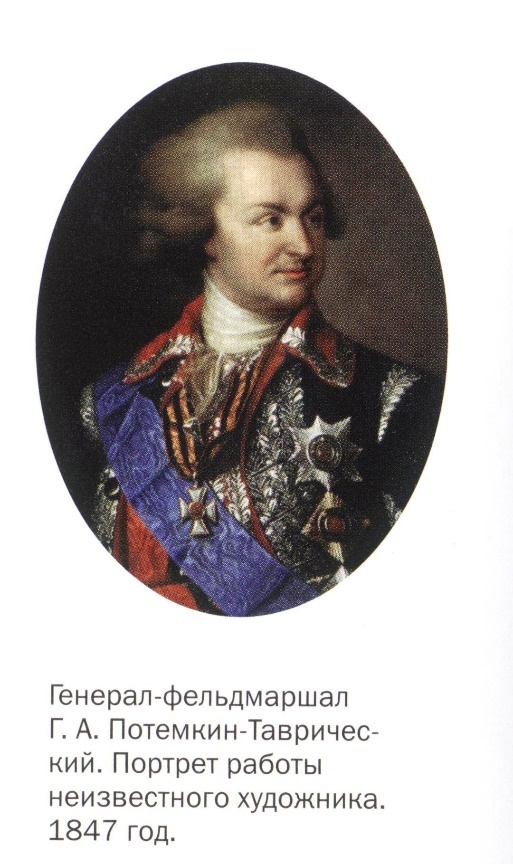 Генерал-фельдмаршал
Г. А. Потемкин-Тавричес-
кий. Портрет работы
неизвестного художника.
1847 год.